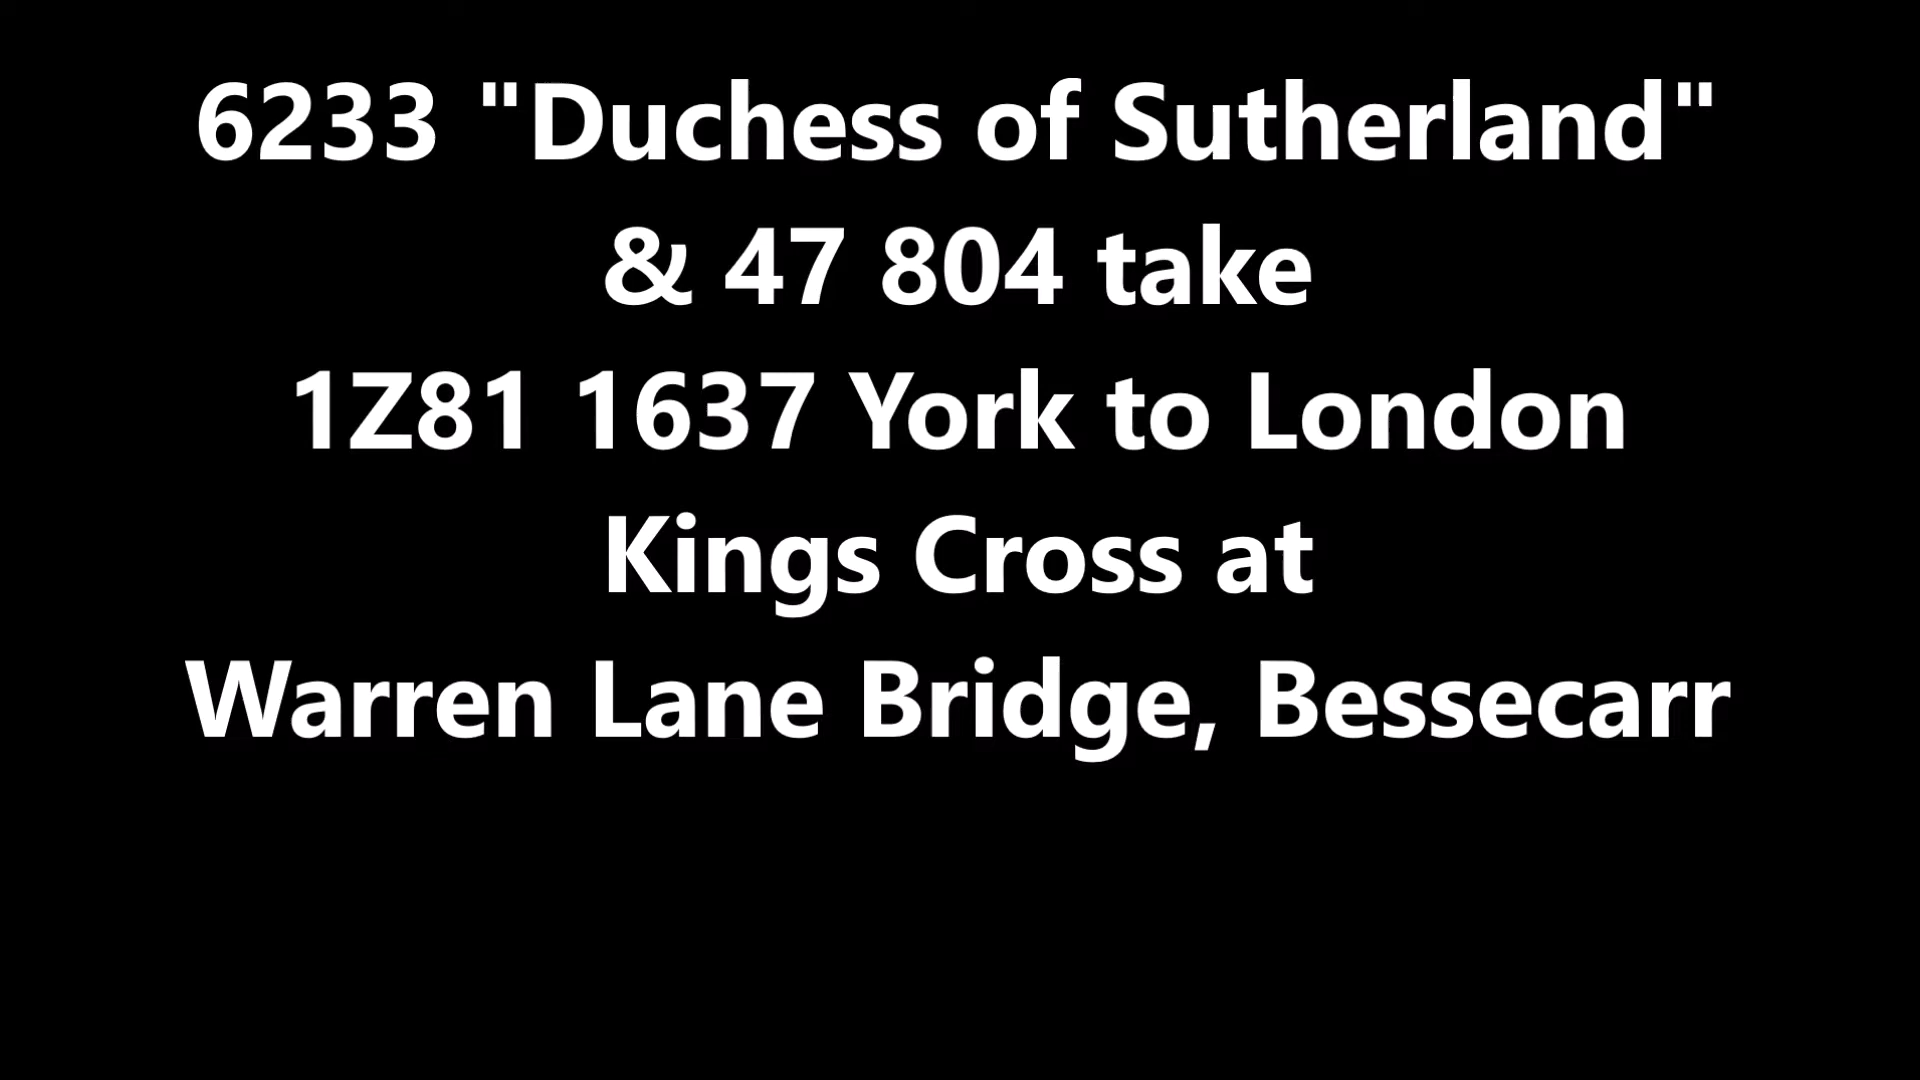 6233 "Duchess of Sutherland"
& 47 804 take
1Z81 1637 York to London
Kings Cross at
Warren Lane Bridge, Bessecarr